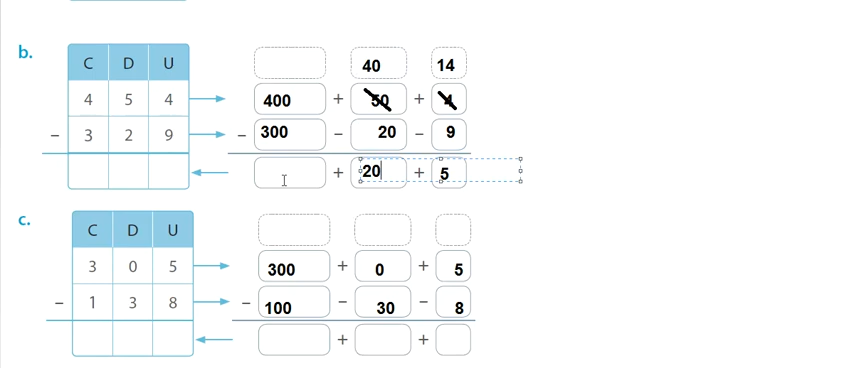 b.
40 14
C D U
4 5 4 400 + 50 + 4
- 3 2 9 - 300 - 20 - 9
+ 20 + 5
c.
C D U
3 0 5 300 + 0 + 5
- 1 3 8 - 100 - 30 - 8
+ +